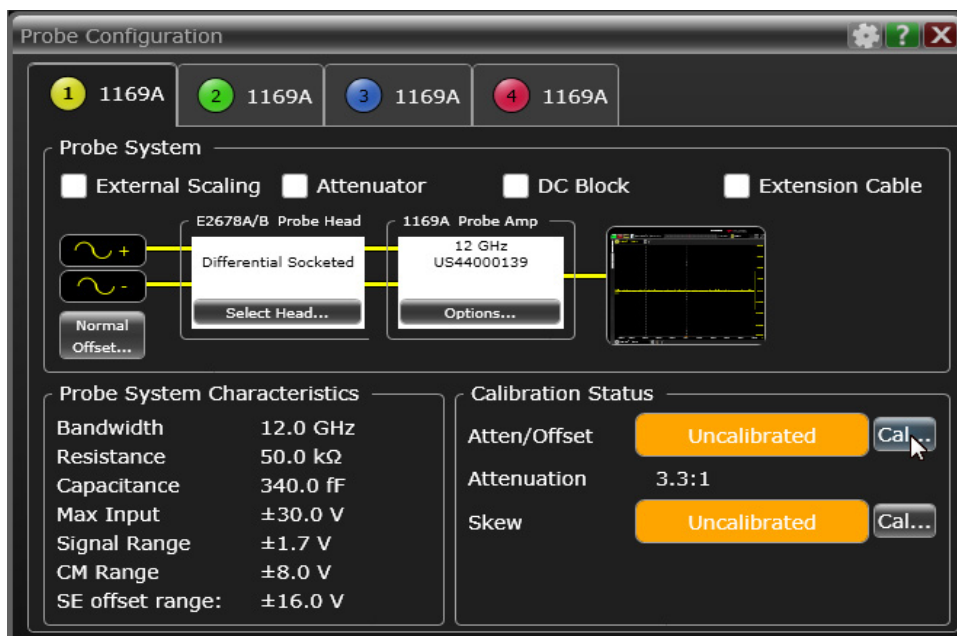 Probe Configuration
?
X
1 1169A
2 1169A
3 1169A
4 1169A
Probe System
External Scaling
Attenuator
DC Block
Extension Cable
E2678A/B Probe Head
1169A Probe Amp
+
-
Differential Socketed
12 GHz
US44000139
Select Head...
Options...
Normal
Offset...
Probe System Characteristics
Bandwidth 12.0 GHz
Resistance 50.0 kΩ
Capacitance 340.0 fF
Max Input ±30.0 V
Signal Range ±1.7 V
CM Range ±8.0 V
SE offset range: ±16.0 V
Calibration Status
Atten/Offset Uncalibrated Cal...
Attenuation 3.3:1
Skew Uncalibrated Cal...